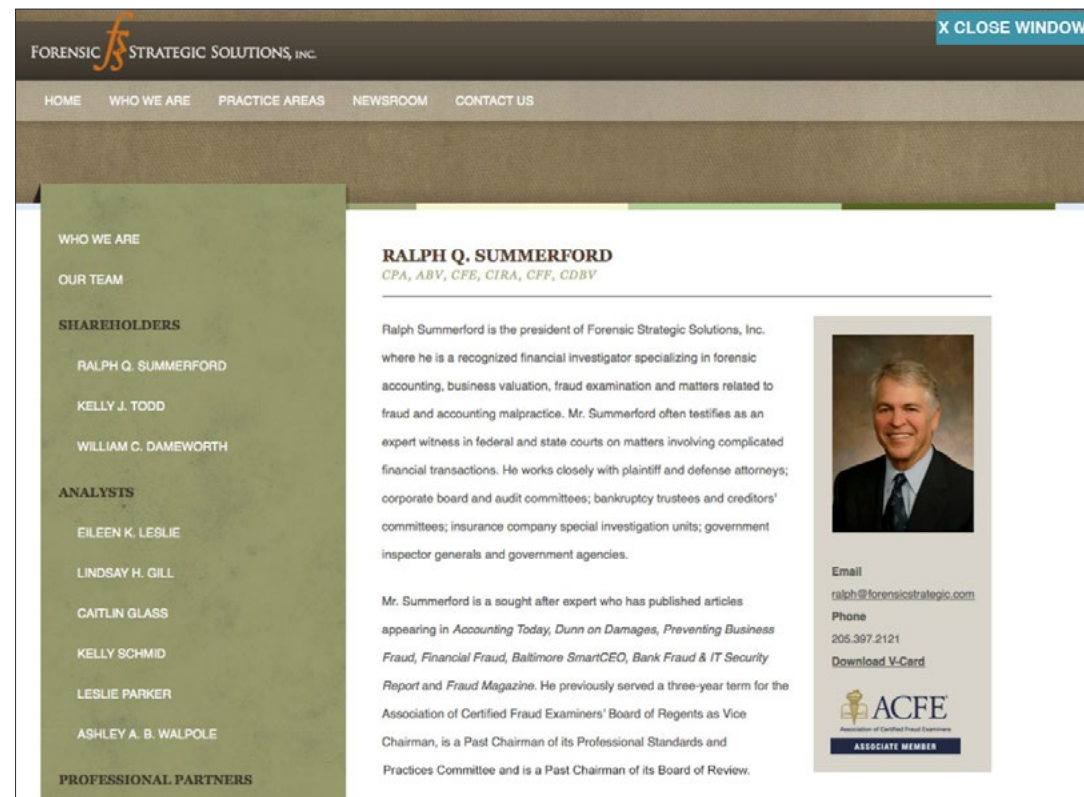 X CLOSE WINDOW
FORENSIC fss STRATEGIC SOLUTIONS, INC.
HOME WHO WE ARE PRACTICE AREAS NEWSROOM CONTACT US
WHO WE ARE
OUR TEAM
SHAREHOLDERS
RALPH Q. SUMMERFORD
KELLY J. TODD
WILLIAM C. DAMEWORTH
ANALYSTS
EILEEN K. LESLIE
LINDSAY H. GILL
CAITLIN GLASS
KELLY SCHMID
LESLIE PARKER
ASHLEY A. B. WALPOLE
PROFESSIONAL PARTNERS
RALPH Q. SUMMERFORD
CPA, ABV, CFE, CIRA, CFF, CDBV
Ralph Summerford is the president of Forensic Strategic Solutions, Inc.
where he is a recognized financial investigator specializing in forensic
accounting, business valuation, fraud examination and matters related to
fraud and accounting malpractice. Mr. Summerford often testifies as an
expert witness in federal and state courts on matters involving complicated
financial transactions. He works closely with plaintiff and defense attorneys;
corporate board and audit committees; bankruptcy trustees and creditors'
committees; insurance company special investigation units; government
inspector generals and government agencies.
Mr. Summerford is a sought after expert who has published articles
appearing in Accounting Today, Dunn on Damages, Preventing Business
Fraud, Financial Fraud, Baltimore SmartCEO, Bank Fraud & IT Security
Report and Fraud Magazine. He previously served a three-year term for the
Association of Certified Fraud Examiners' Board of Regents as Vice
Chairman, is a Past Chairman of its Professional Standards and
Practices Committee and is a Past Chairman of its Board of Review.
Email
ralph@forensicstrategic.com
Phone
205.397.2121
Download V-Card
ACFE
Association of Certified Fraud Examiners
ASSOCIATE MEMBER